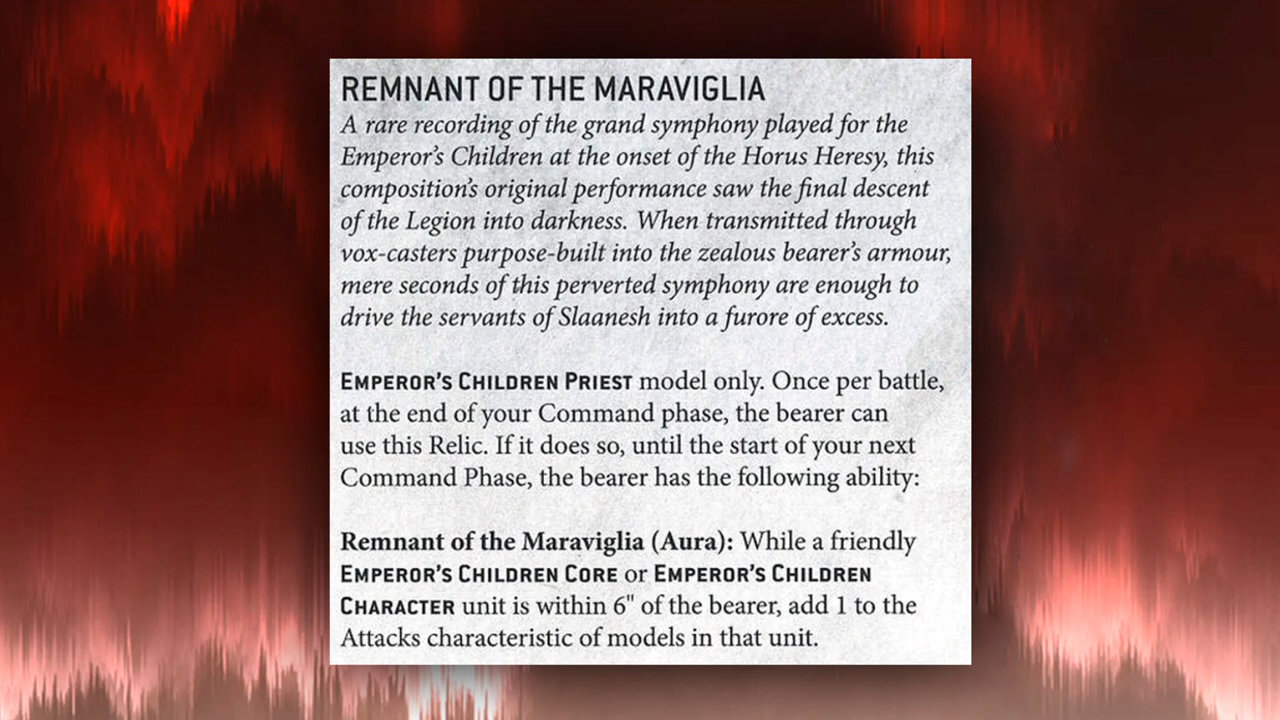 REMNANT OF THE MARAVIGLIA
A rare recording of the grand symphony played for the
Emperor's Children at the onset of the Horus Heresy, this
composition's original performance saw the final descent
of the Legion into darkness. When transmitted through
vox-casters purpose-built into the zealous bearer's armour,
mere seconds of this perverted symphony are enough to
drive the servants of Slaanesh into a furore of excess.
EMPEROR'S CHILDREN PRIEST model only. Once per battle,
at the end of your Command phase, the bearer can
use this Relic. If it does so, until the start of your next
Command Phase, the bearer has the following ability:
Remnant of the Maraviglia (Aura): While a friendly
EMPEROR'S CHILDREN CORE or EMPEROR'S CHILDREN
CHARACTER unit is within 6" of the bearer, add 1 to the
Attacks characteristic of models in that unit.